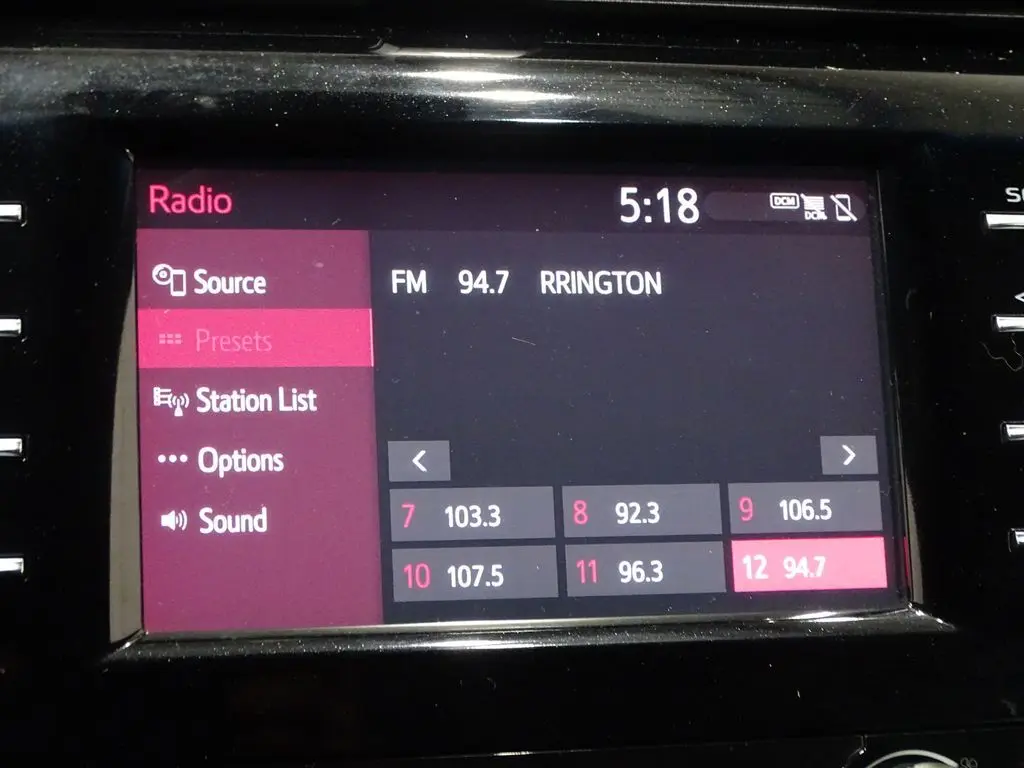 Radio 5:18 DCM DCM
Source
FM 94.7 RRINGTON
Presets
Station List
Options
< >
Sound
7 103.3 8 92.3 9 106.5
10 107.5 11 96.3 12 94.7